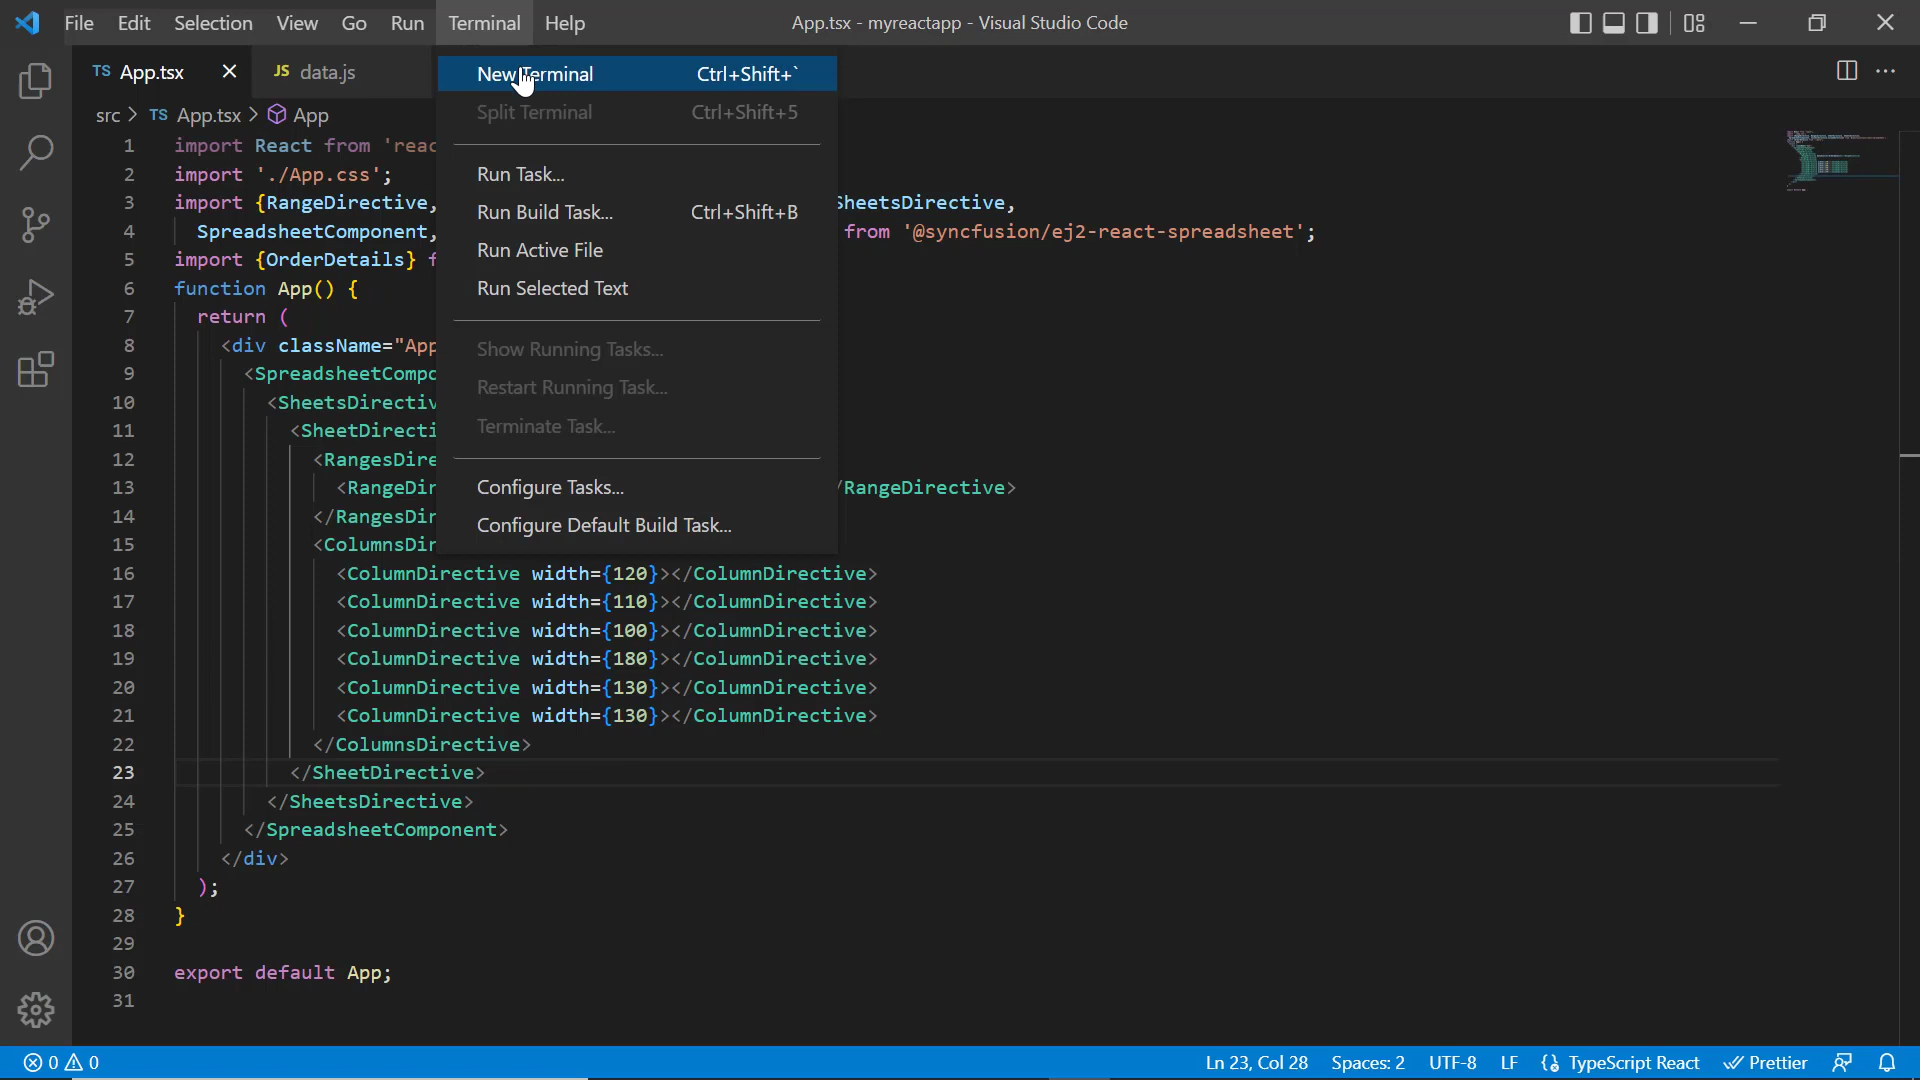 File Edit Selection View Go Run Terminal Help App.tsx - myreactapp - Visual Studio Code
TS App.tsx JS data.js
src > TS App.tsx > App
New Terminal Ctrl+Shift+`
Split Terminal Ctrl+Shift+5
Run Task...
Run Build Task... Ctrl+Shift+B
Run Active File
Run Selected Text
Show Running Tasks...
Restart Running Task...
Terminate Task...
Configure Tasks...
Configure Default Build Task...
1 import React from 'reac
2 import './App.css';
3 import {RangeDirective, SheetsDirective,
4 SpreadsheetComponent, from '@syncfusion/ej2-react-spreadsheet';
5 import {OrderDetails} f
6 function App() {
7 return (
8 <div className="App
9 <SpreadsheetCompo
10 <SheetsDirectiv
11 <SheetDirecti
12 <RangesDire
13 <RangeDir /RangeDirective>
14 </RangesDir
15 <ColumnsDir
16 <ColumnDirective width={120}></ColumnDirective>
17 <ColumnDirective width={110}></ColumnDirective>
18 <ColumnDirective width={100}></ColumnDirective>
19 <ColumnDirective width={180}></ColumnDirective>
20 <ColumnDirective width={130}></ColumnDirective>
21 <ColumnDirective width={130}></ColumnDirective>
22 </ColumnsDirective>
23 </SheetDirective>
24 </SheetsDirective>
25 </SpreadsheetComponent>
26 </div>
27 );
28 }
29
30 export default App;
31
0 0 Ln 23, Col 28 Spaces: 2 UTF-8 LF {} TypeScript React Prettier